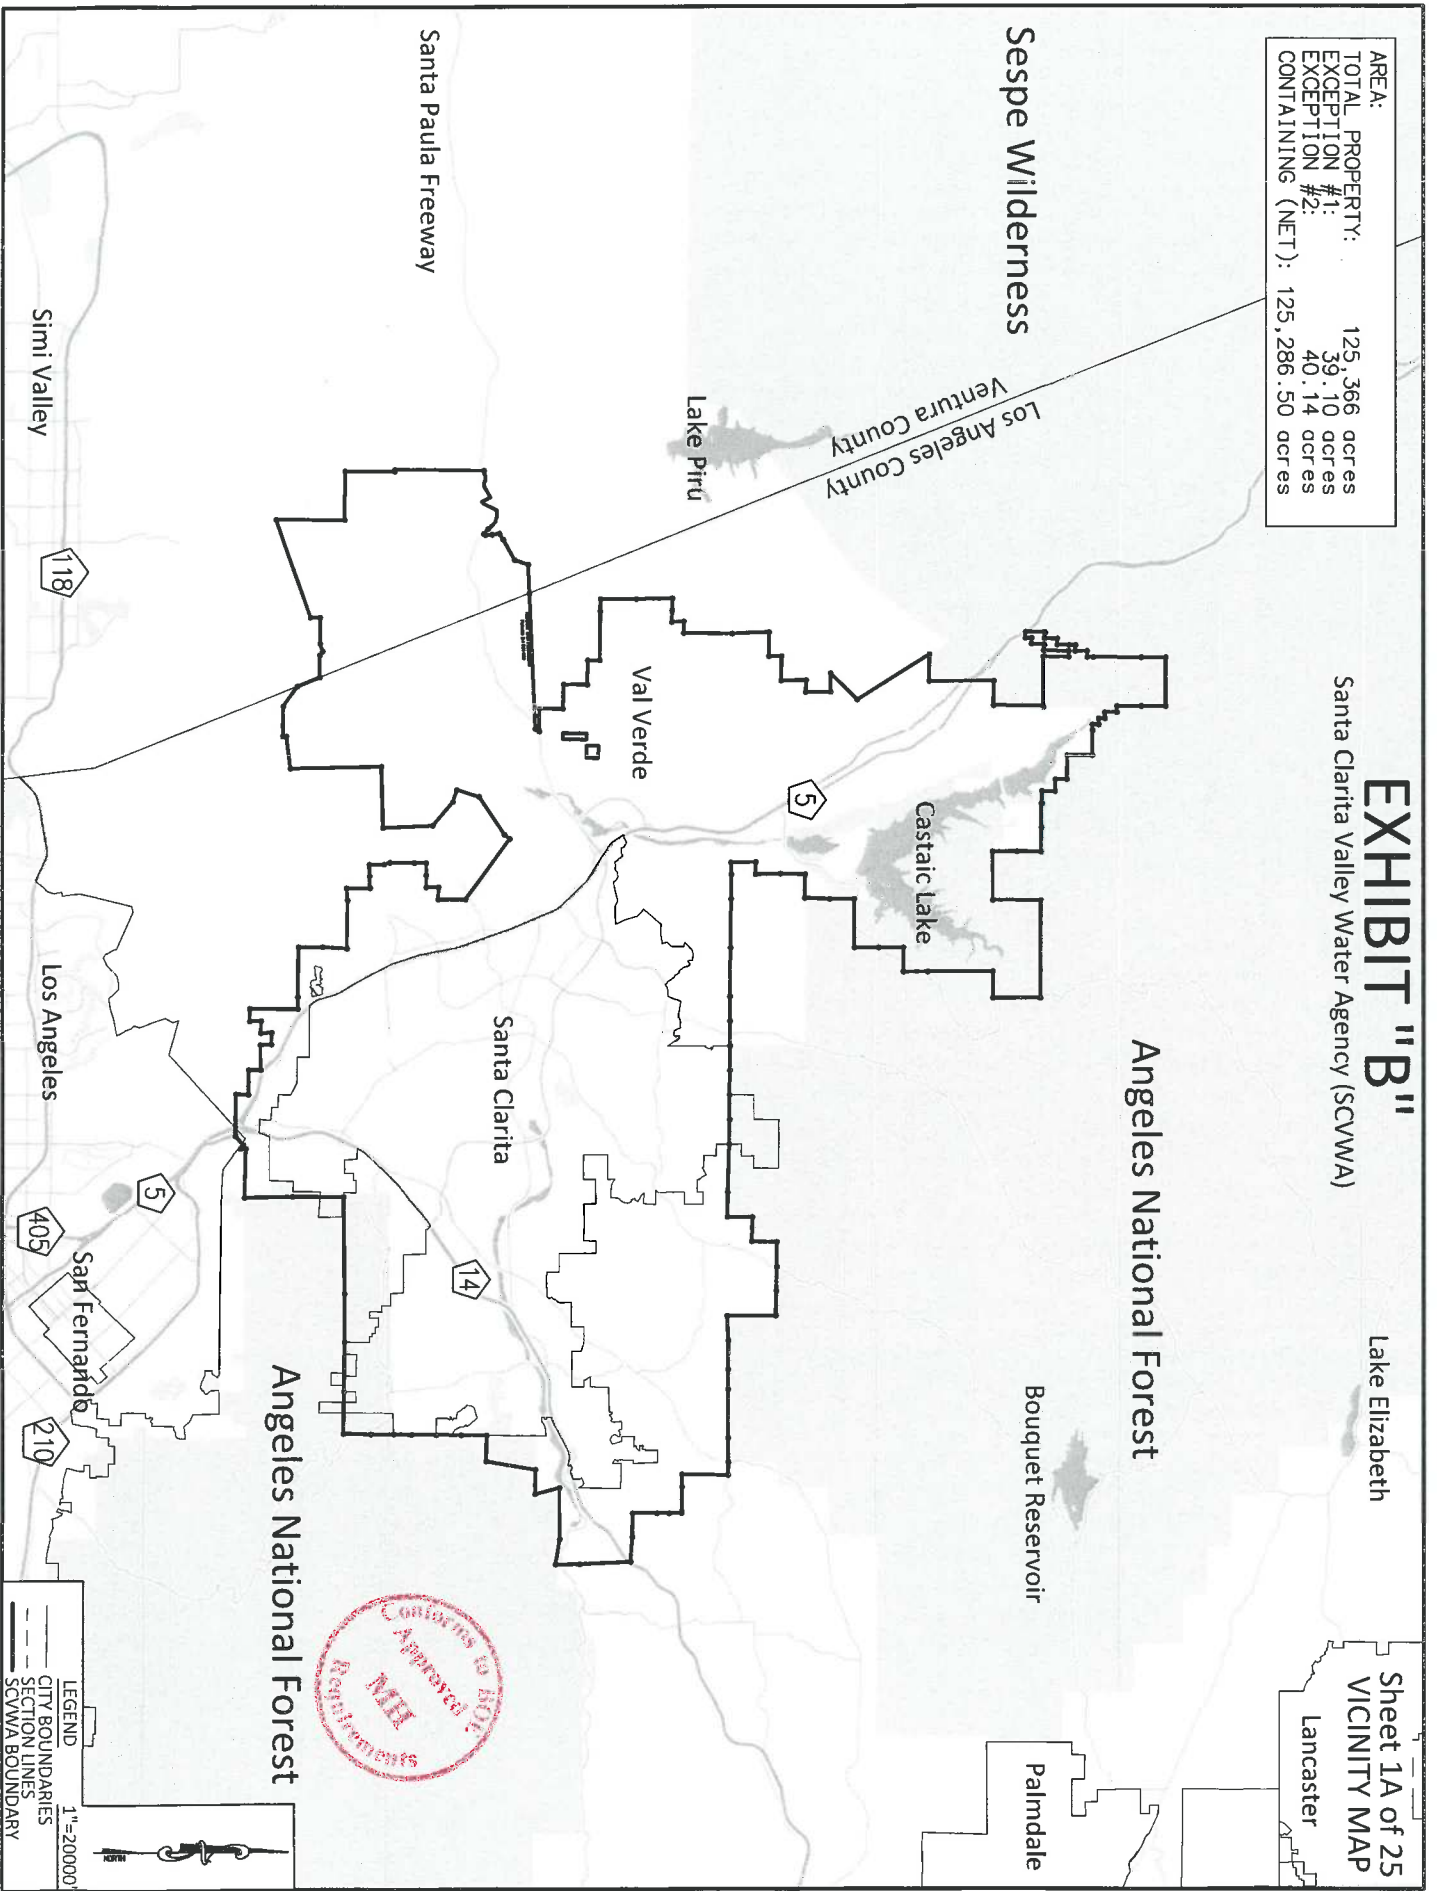 EXHIBIT "B"
Santa Clarita Valley Water Agency (SCVWA)
Sheet 1A of 25
VICINITY MAP
AREA:
TOTAL PROPERTY: 125,366 acres
EXCEPTION #1: 39.10 acres
EXCEPTION #2: 40.14 acres
CONTAINING (NET): 125,286.50 acres
Lake Elizabeth
Lancaster
Sespe Wilderness
Angeles National Forest
Bouquet Reservoir
Palmdale
Ventura County
Los Angeles County
Castaic Lake
Lake Piru
5
Val Verde
Santa Clarita
14
Santa Paula Freeway
Conforms to BOE
Approved
MH
Requirements
Angeles National Forest
5
118
Simi Valley
Los Angeles
405
San Fernando
210
NORTH
LEGEND
1"=20000'
CITY BOUNDARIES
SECTION LINES
SCVWA BOUNDARY